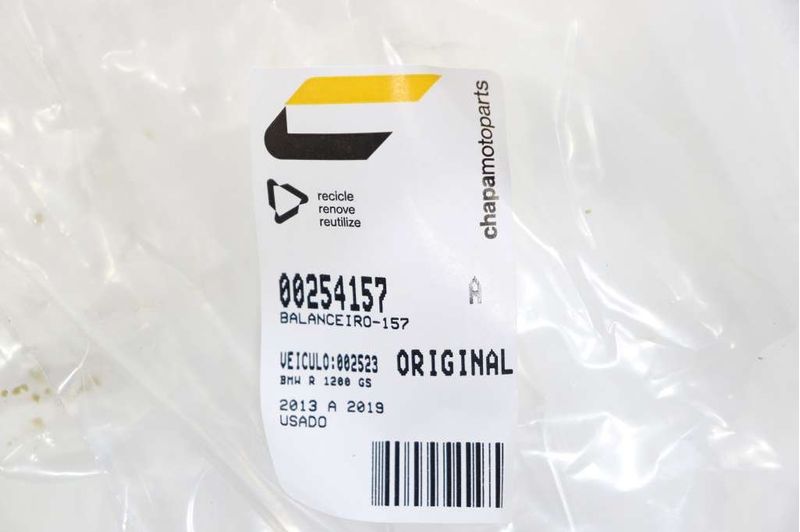 chapamotoparts
recicle
renove
reutilize
00254157 A
BALANCEIRO-157
VEICULO:002523 ORIGINAL
BMW R 1200 GS
2013 A 2019
USADO